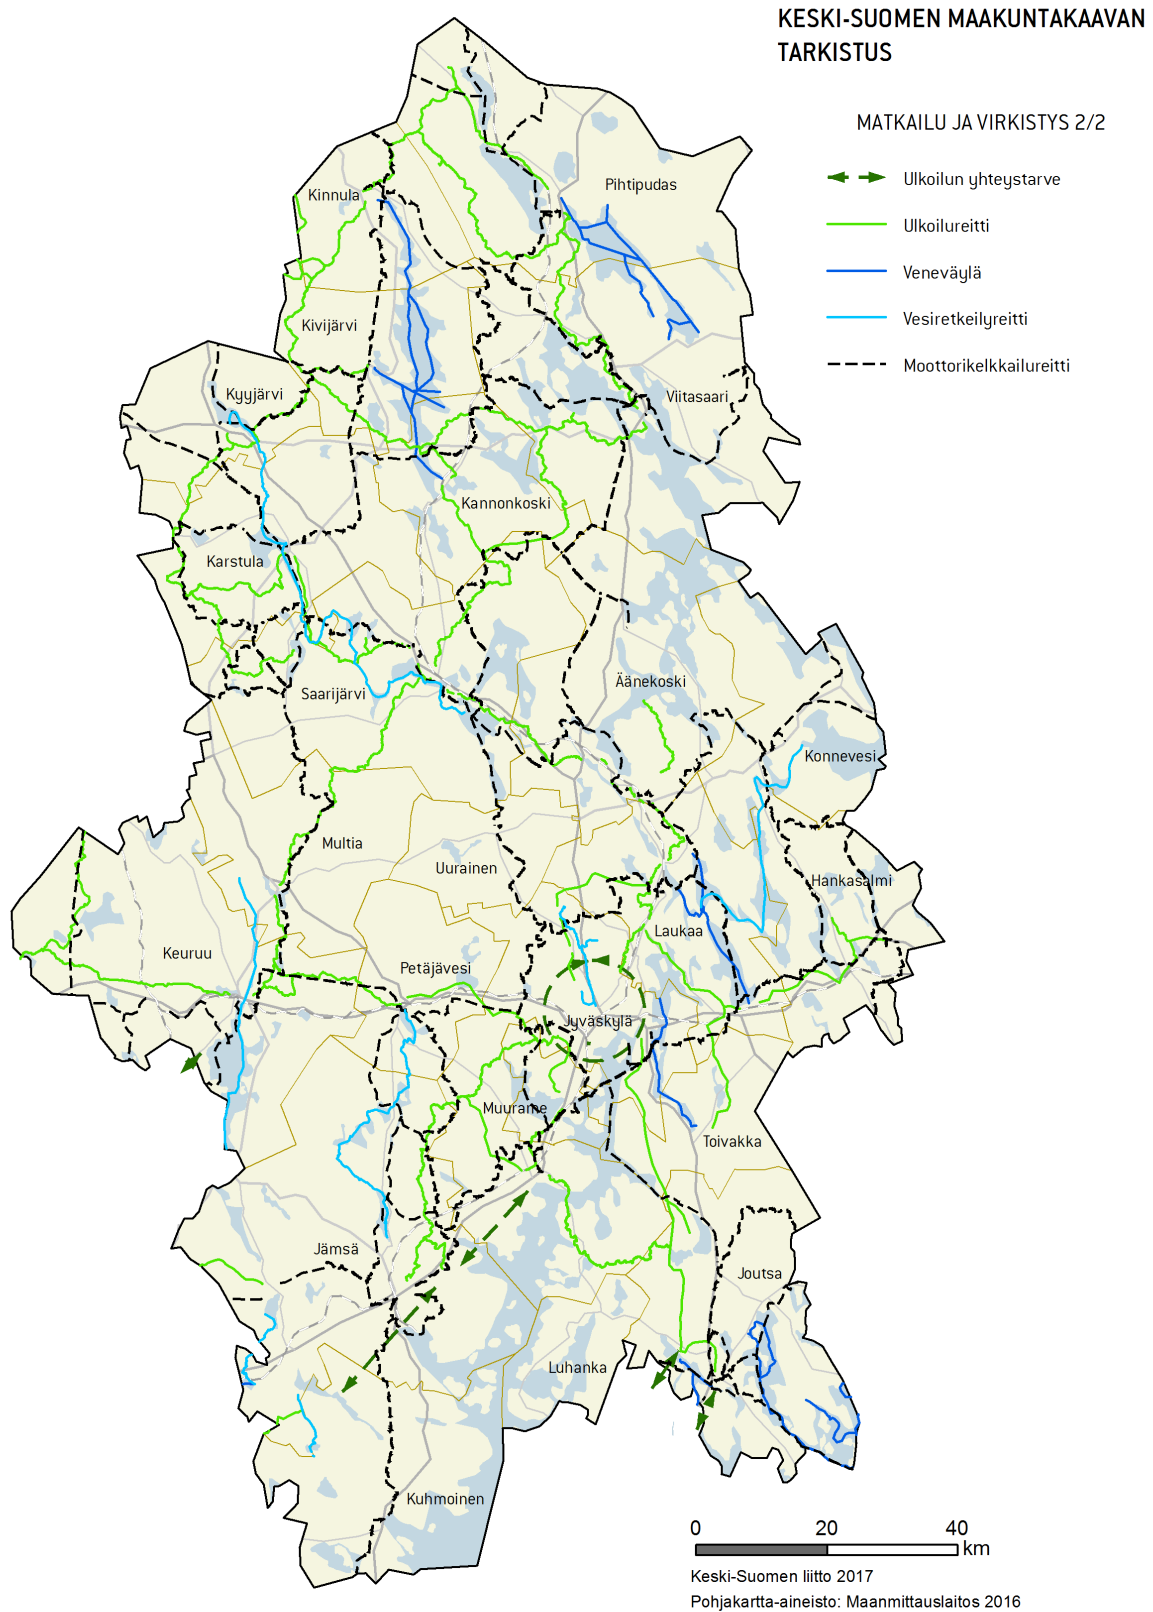 KESKI-SUOMEN MAAKUNTAKAAVAN
TARKISTUS
MATKAILU JA VIRKISTYS 2/2
Ulkoilun yhteystarve
Ulkoilureitti
Veneväylä
Vesiretkeilyreitti
Moottorikelkkailureitti
Pihtipudas
Kinnula
Kivijärvi
Kyyjärvi
Viitasaari
Kannonkoski
Karstula
Äänekoski
Saarijärvi
Konnevesi
Multia
Uurainen
Hankasalmi
Laukaa
Keuruu
Petäjävesi
Jyväskylä
Muurame
Toivakka
Jämsä
Joutsa
Luhanka
Kuhmoinen
0 20 40
km
Keski-Suomen liitto 2017
Pohjakartta-aineisto: Maanmittauslaitos 2016